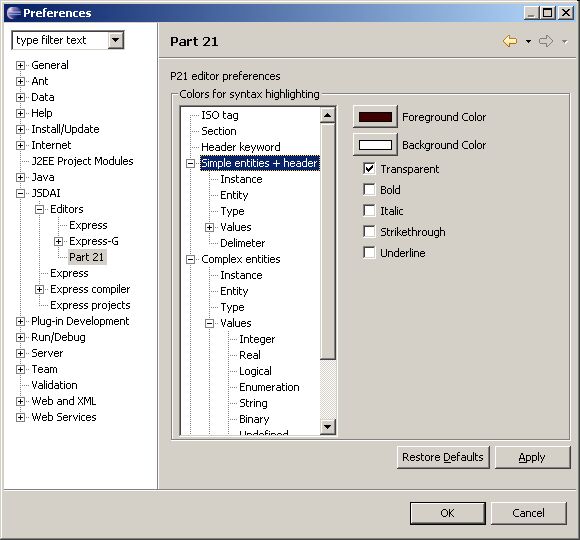 Preferences
type filter text
General
Ant
Data
Help
Install/Update
Internet
J2EE Project Modules
Java
JSDAI
Editors
Express
Express-G
Part 21
Express
Express compiler
Express projects
Plug-in Development
Run/Debug
Server
Team
Validation
Web and XML
Web Services
Part 21
P21 editor preferences
Colors for syntax highlighting
ISO tag
Section
Header keyword
Simple entities + header
Instance
Entity
Type
Values
Delimeter
Complex entities
Instance
Entity
Type
Values
Integer
Real
Logical
Enumeration
String
Binary
Undefined
Foreground Color
Background Color
Transparent
Bold
Italic
Strikethrough
Underline
Restore Defaults
Apply
OK
Cancel